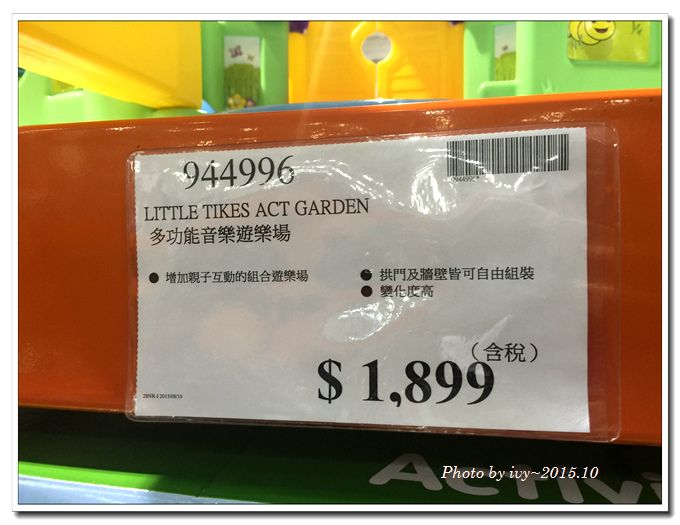 944996
LITTLE TIKES ACT GARDEN
多功能音樂遊樂場
● 增加親子互動的組合遊樂場
● 拱門及牆壁皆可自由組裝
● 變化度高
（含稅）
$ 1,899
Photo by ivy~2015.10